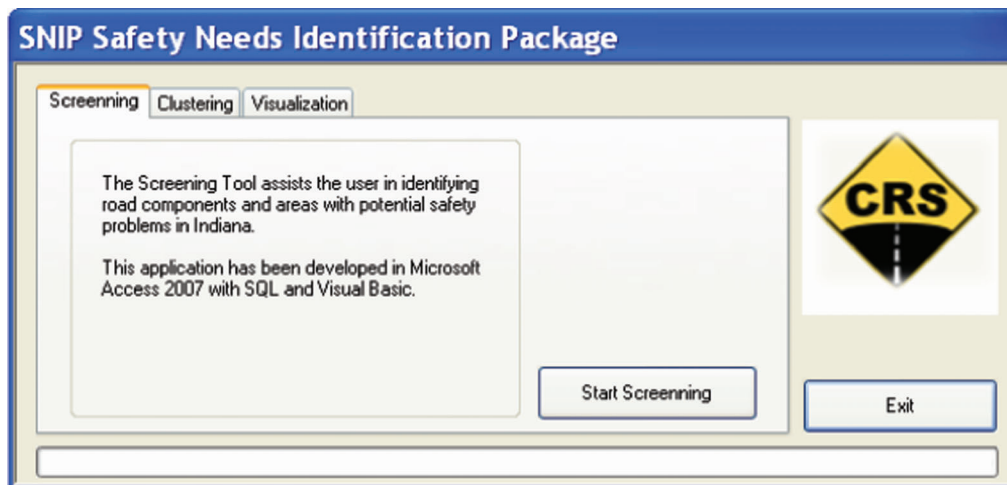 SNIP Safety Needs Identification Package
Screenning Clustering Visualization
The Screening Tool assists the user in identifying
road components and areas with potential safety
problems in Indiana.
This application has been developed in Microsoft
Access 2007 with SQL and Visual Basic.
CRS
Start Screenning
Exit